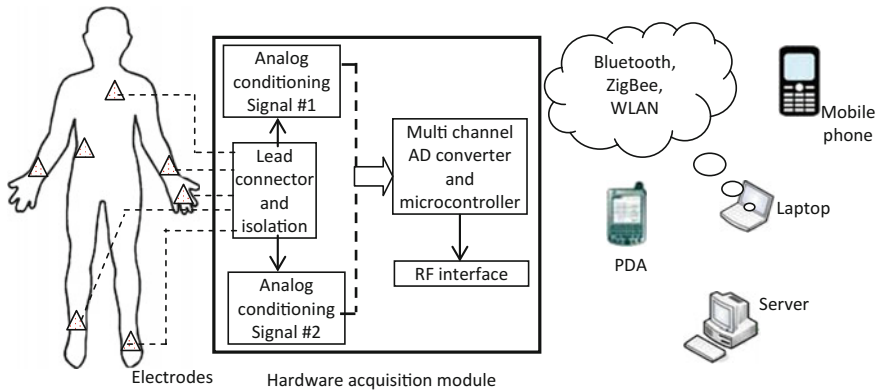 Analog
conditioning
Signal #1
Lead
connector
and
isolation
Analog
conditioning
Signal #2
Multi channel
AD converter
and
microcontroller
RF interface
Bluetooth,
ZigBee,
WLAN
Mobile
phone
Laptop
PDA
Server
Electrodes
Hardware acquisition module